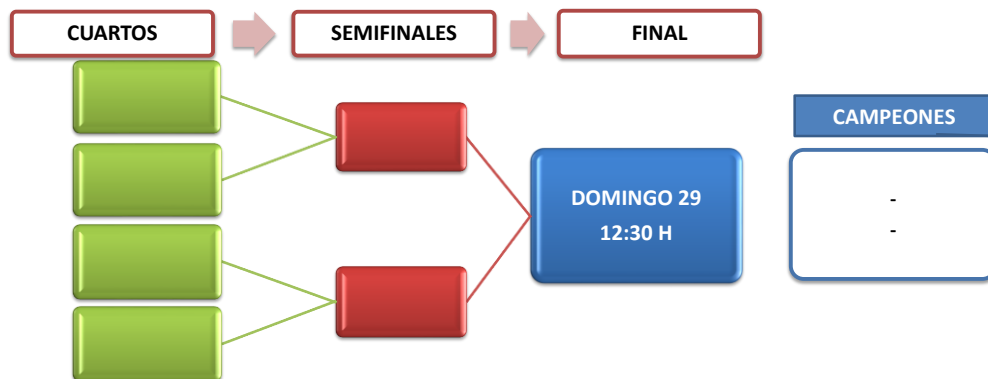 CUARTOS
SEMIFINALES
FINAL
CAMPEONES
DOMINGO 29
12:30 H
-
-